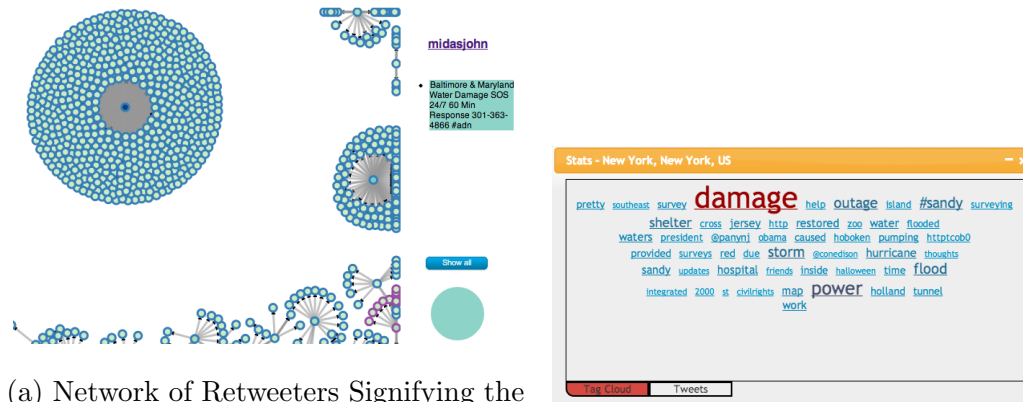 midasjohn
• Baltimore & Maryland
Water Damage SOS
24/7 60 Min
Response 301-363-
4866 #adn
Show all
(a) Network of Retweeters Signifying the
Stats - New York, New York, US
pretty southeast survey damage help outage island #sandy surveying
shelter cross jersey http restored zoo water flooded
waters president @panynj obama caused hoboken pumping httptcob0
provided surveys red due storm @conedison hurricane thoughts
sandy updates hospital friends inside halloween time flood
integrated 2000 st civilrights map power holland tunnel
work
Tag Cloud Tweets